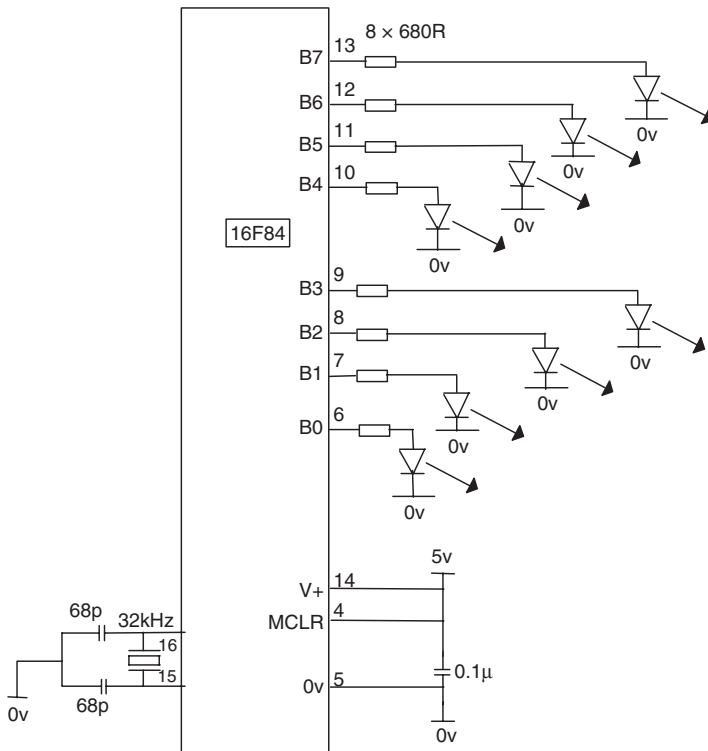 8 × 680R
B7 13
0v
B6 12
0v
B5 11
0v
B4 10
0v
16F84
B3 9
0v
B2 8
0v
B1 7
0v
B0 6
0v
5v
V+ 14
MCLR 4
0.1µ
0v 5
0v
68p 32kHz
16
15
68p
0v